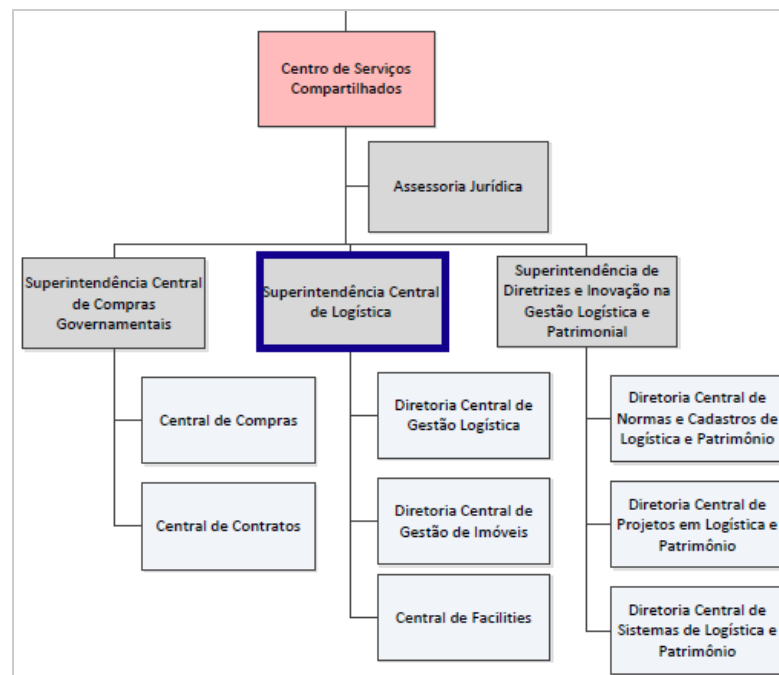 Centro de Serviços
Compartilhados
Assessoria Jurídica
Superintendência Central
de Compras
Governamentais
Superintendência Central
de Logística
Superintendência de
Diretrizes e Inovação na
Gestão Logística e
Patrimonial
Central de Compras
Central de Contratos
Diretoria Central de
Gestão Logística
Diretoria Central de
Gestão de Imóveis
Central de Facilities
Diretoria Central de
Normas e Cadastros de
Logística e Patrimônio
Diretoria Central de
Projetos em Logística e
Patrimônio
Diretoria Central de
Sistemas de Logística e
Patrimônio